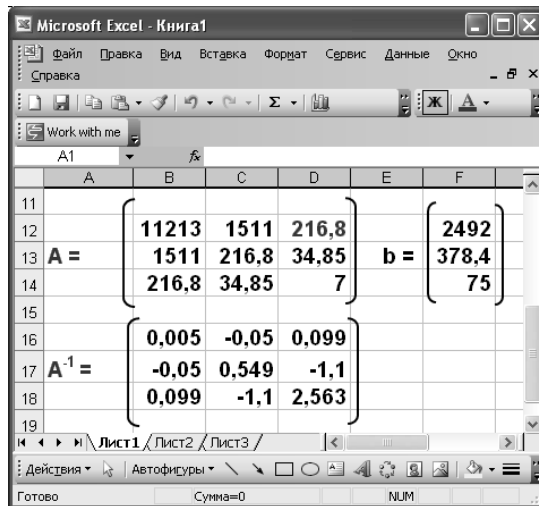 Microsoft Excel - Книга1
Файл Правка Вид Вставка Формат Сервис Данные Окно
Справка
Ж А
Work with me
A1 fx
A B C D E F
11
12 11213 1511 216,8 2492
13 A = 1511 216,8 34,85 b = 378,4
14 216,8 34,85 7 75
15
16 0,005 -0,05 0,099
17 A-1 = -0,05 0,549 -1,1
18 0,099 -1,1 2,563
19
Лист1 / Лист2 / Лист3 /
Действия Автофигуры
Готово Сумма=0 NUM